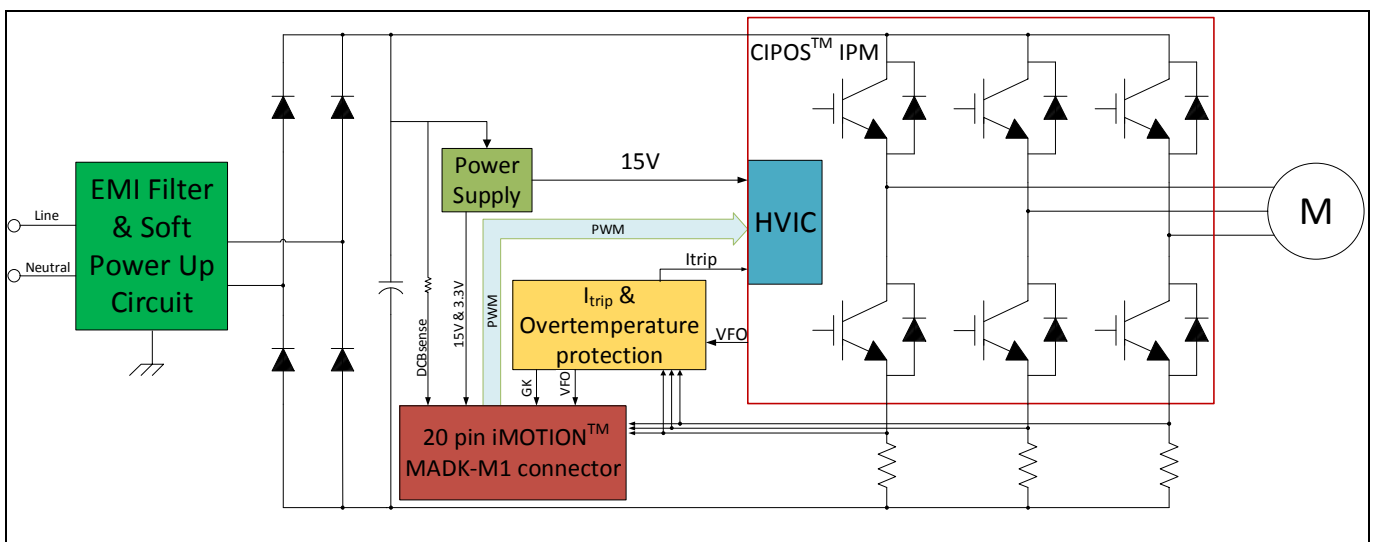 CIPOS™ IPM
Line
Neutral
EMI Filter
& Soft
Power Up
Circuit
Power
Supply
15V
HVIC
PWM
M
Itrip
DCBsense
15V & 3.3V
PWM
Itrip &
Overtemperature
protection
VFO
GK
VFO
20 pin iMOTION™
MADK-M1 connector